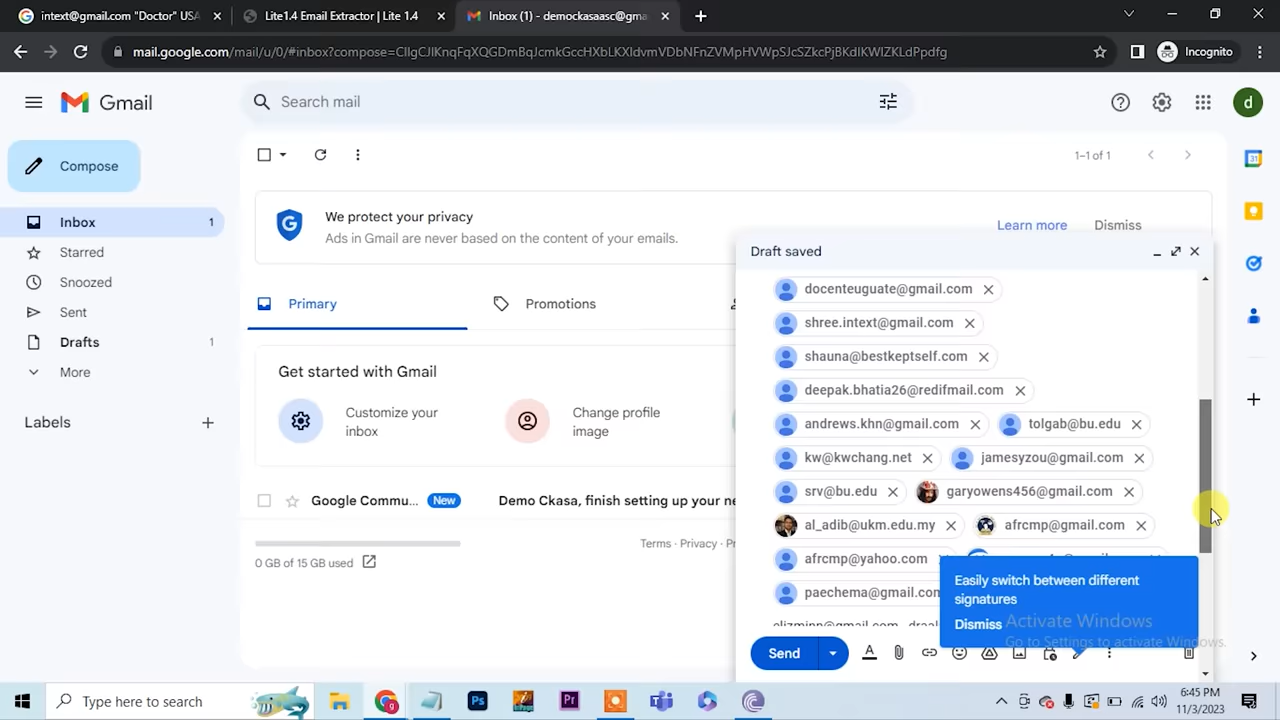 intext@gmail.com "Doctor" USA
Lite1.4 Email Extractor | Lite 1.4
Inbox (1) - demockasaasc@gma
mail.google.com/mail/u/0/#inbox?compose=
Incognito
Gmail
Search mail
d
Compose
1–1 of 1
We protect your privacy
Ads in Gmail are never based on the content of your emails.
Learn more
Dismiss
Inbox 1
Starred
Snoozed
Sent
Drafts 1
More
Labels
Primary
Promotions
Get started with Gmail
Customize your
inbox
Change profile
image
Google Commu... New
Demo Ckasa, finish setting up your ne
0 GB of 15 GB used
Terms · Privacy · Pr
Draft saved
docenteuguate@gmail.com
shree.intext@gmail.com
shauna@bestkeptself.com
deepak.bhatia26@redifmail.com
andrews.khn@gmail.com tolgab@bu.edu
kw@kwchang.net jamesyzou@gmail.com
srv@bu.edu garyowens456@gmail.com
al_adib@ukm.edu.my afrcmp@gmail.com
afrcmp@yahoo.com
paechema@gmail.com
Easily switch between different
signatures
Dismiss
Send
Activate Windows
Go to Settings to activate Windows.
Type here to search
6:45 PM
11/3/2023